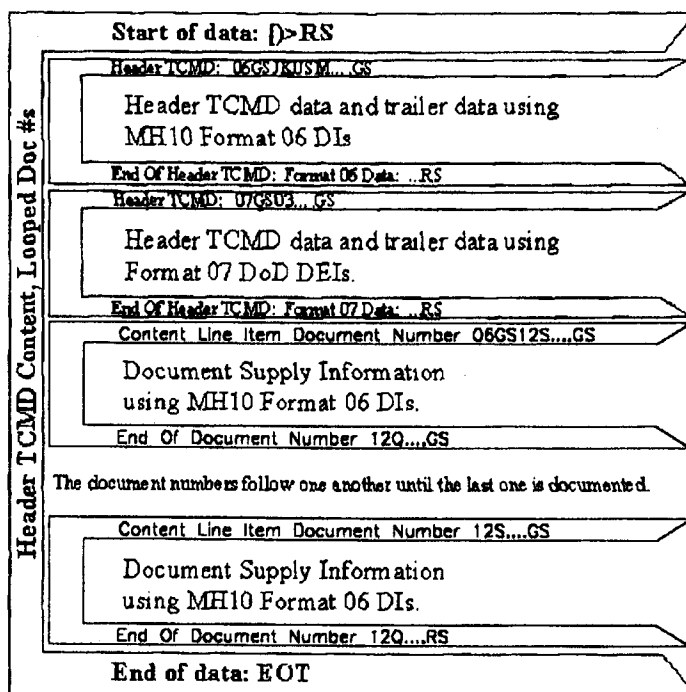 Start of data: [)>RS
Header TCMD: 06GSJKUSM....GS
Header TCMD data and trailer data using
MH10 Format 06 DIs
End Of Header TCMD: Format 06 Data: ...RS
Header TCMD: 07GS03....GS
Header TCMD data and trailer data using
Format 07 DoD DEIs.
End Of Header TCMD: Format 07 Data: ...RS
Content Line Item Document Number 06GS12S....GS
Document Supply Information
using MH10 Format 06 DIs.
End Of Document Number 12Q....GS
The document numbers follow one another until the last one is documented.
Content Line Item Document Number 12S....GS
Document Supply Information
using MH10 Format 06 DIs.
End Of Document Number 12Q....RS
End of data: EOT
Header TCMD Content, Looped Doc #s